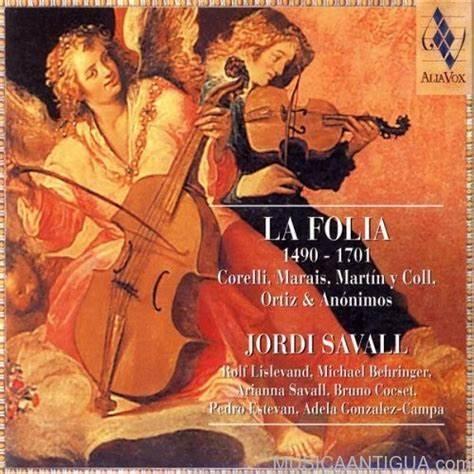 ALIAVOX
LA FOLIA
1490 - 1701
Corelli, Marais, Martín y Coll,
Ortiz & Anónimos
JORDI SAVALL
Rolf Lislevand, Michael Behringer,
Arianna Savall, Bruno Cocset,
Pedro Estevan, Adela Gonzalez-Campa
MUSICAANTIGUA.com